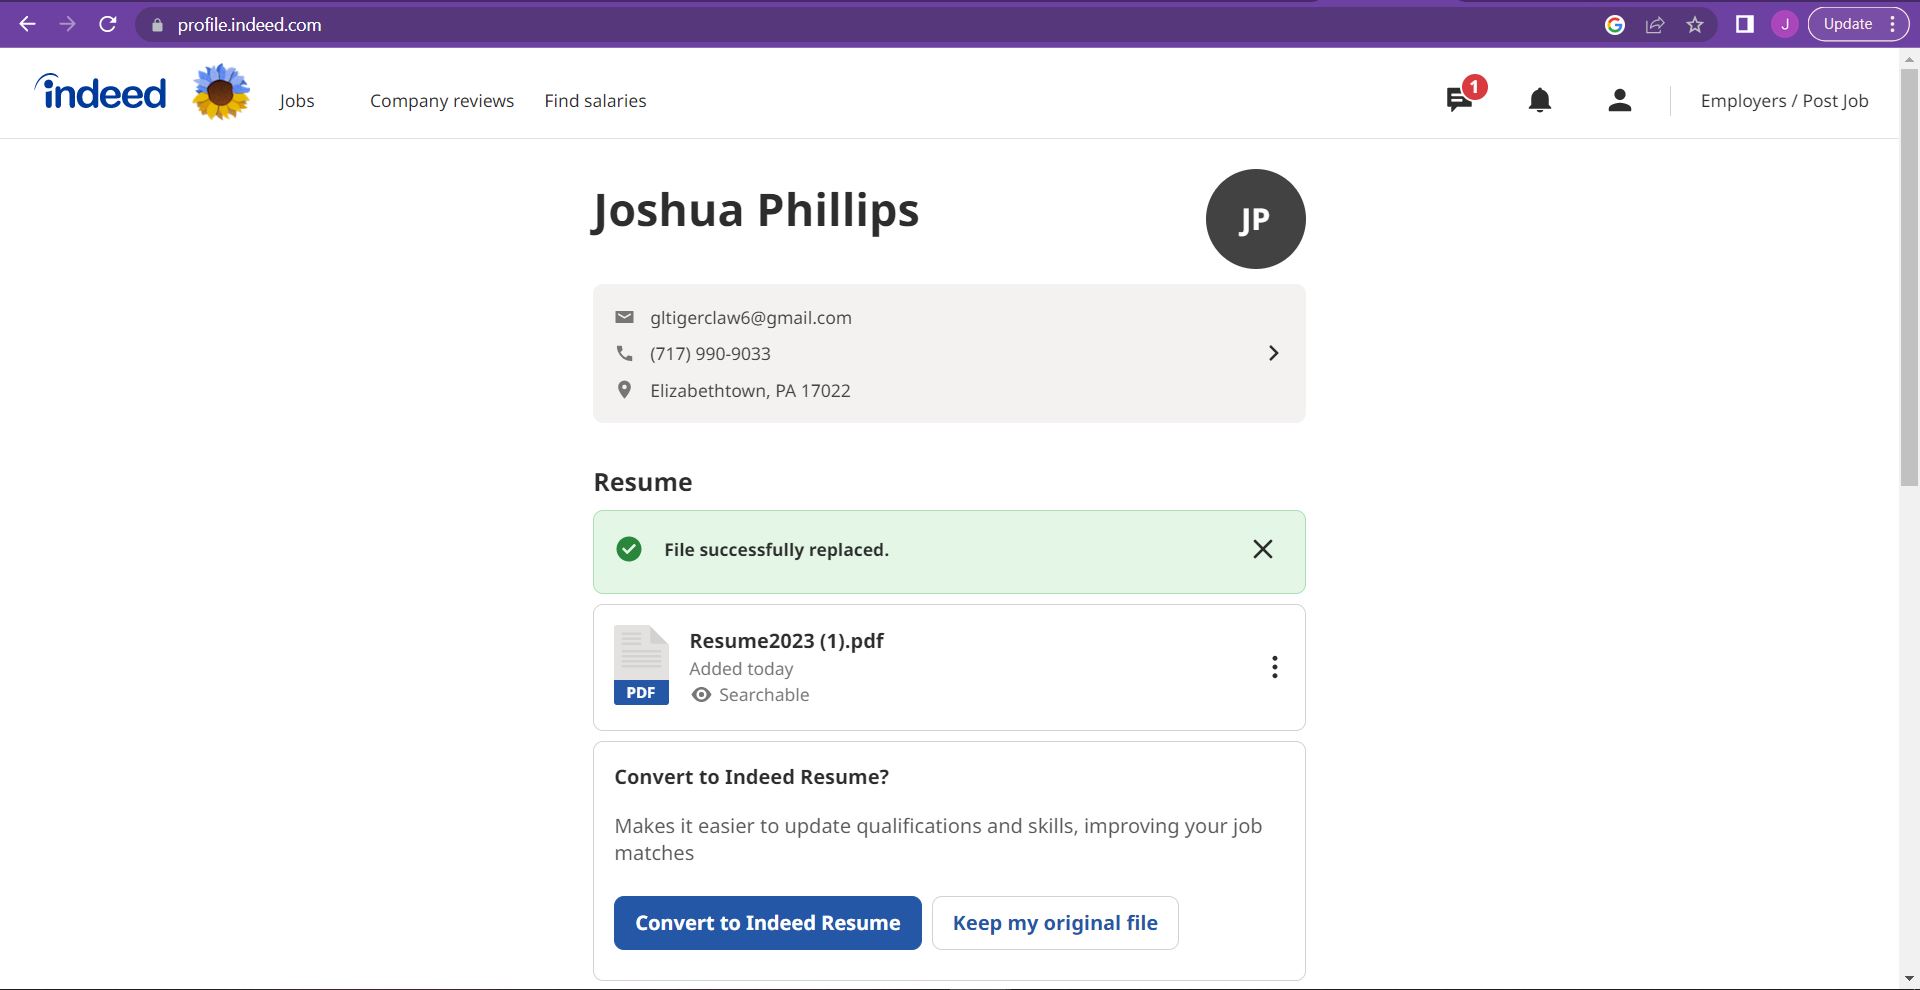 profile.indeed.com
J
Update
indeed
Jobs
Company reviews
Find salaries
1
Employers / Post Job
Joshua Phillips
JP
gltigerclaw6@gmail.com
(717) 990-9033
Elizabethtown, PA 17022
Resume
File successfully replaced.
PDF
Resume2023 (1).pdf
Added today
Searchable
Convert to Indeed Resume?
Makes it easier to update qualifications and skills, improving your job
matches
Convert to Indeed Resume
Keep my original file